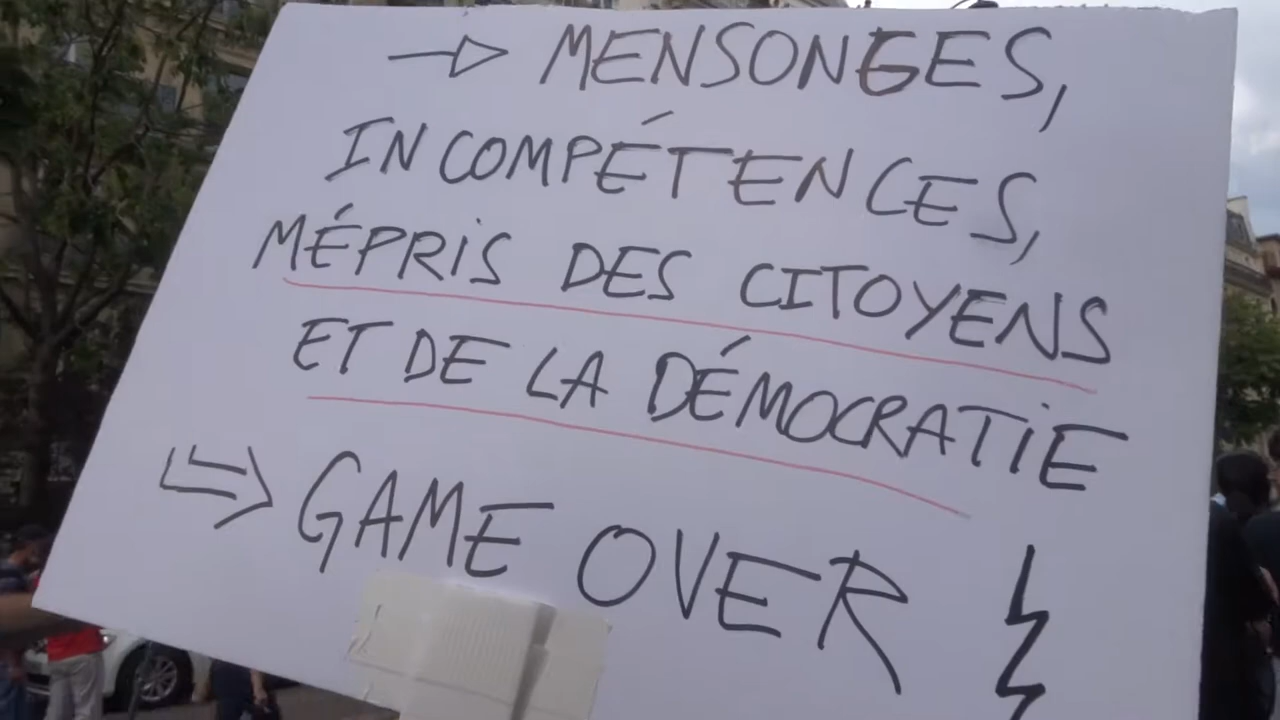 → MENSONGES,
INCOMPÉTENCES,
MÉPRIS DES CITOYENS
ET DE LA DÉMOCRATIE
⇒ GAME OVER